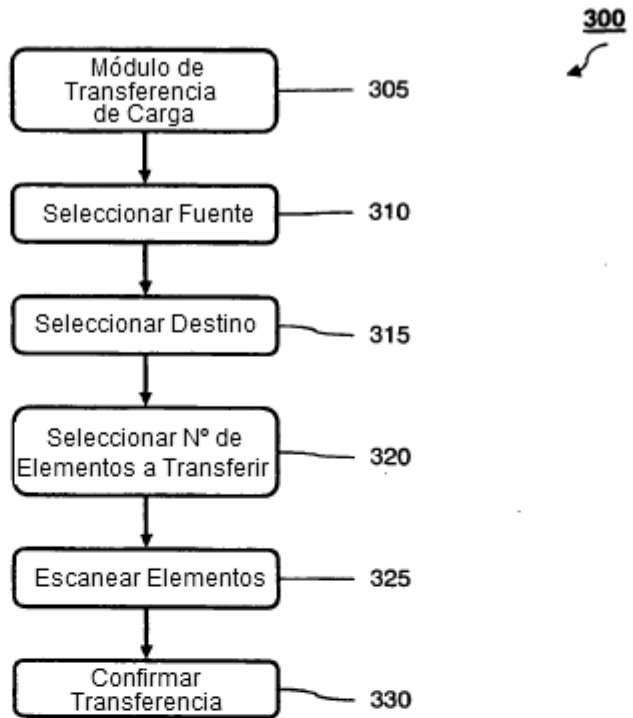 300
Módulo de
Transferencia
de Carga
305
Seleccionar Fuente
310
Seleccionar Destino
315
Seleccionar Nº de
Elementos a Transferir
320
Escanear Elementos
325
Confirmar
Transferencia
330